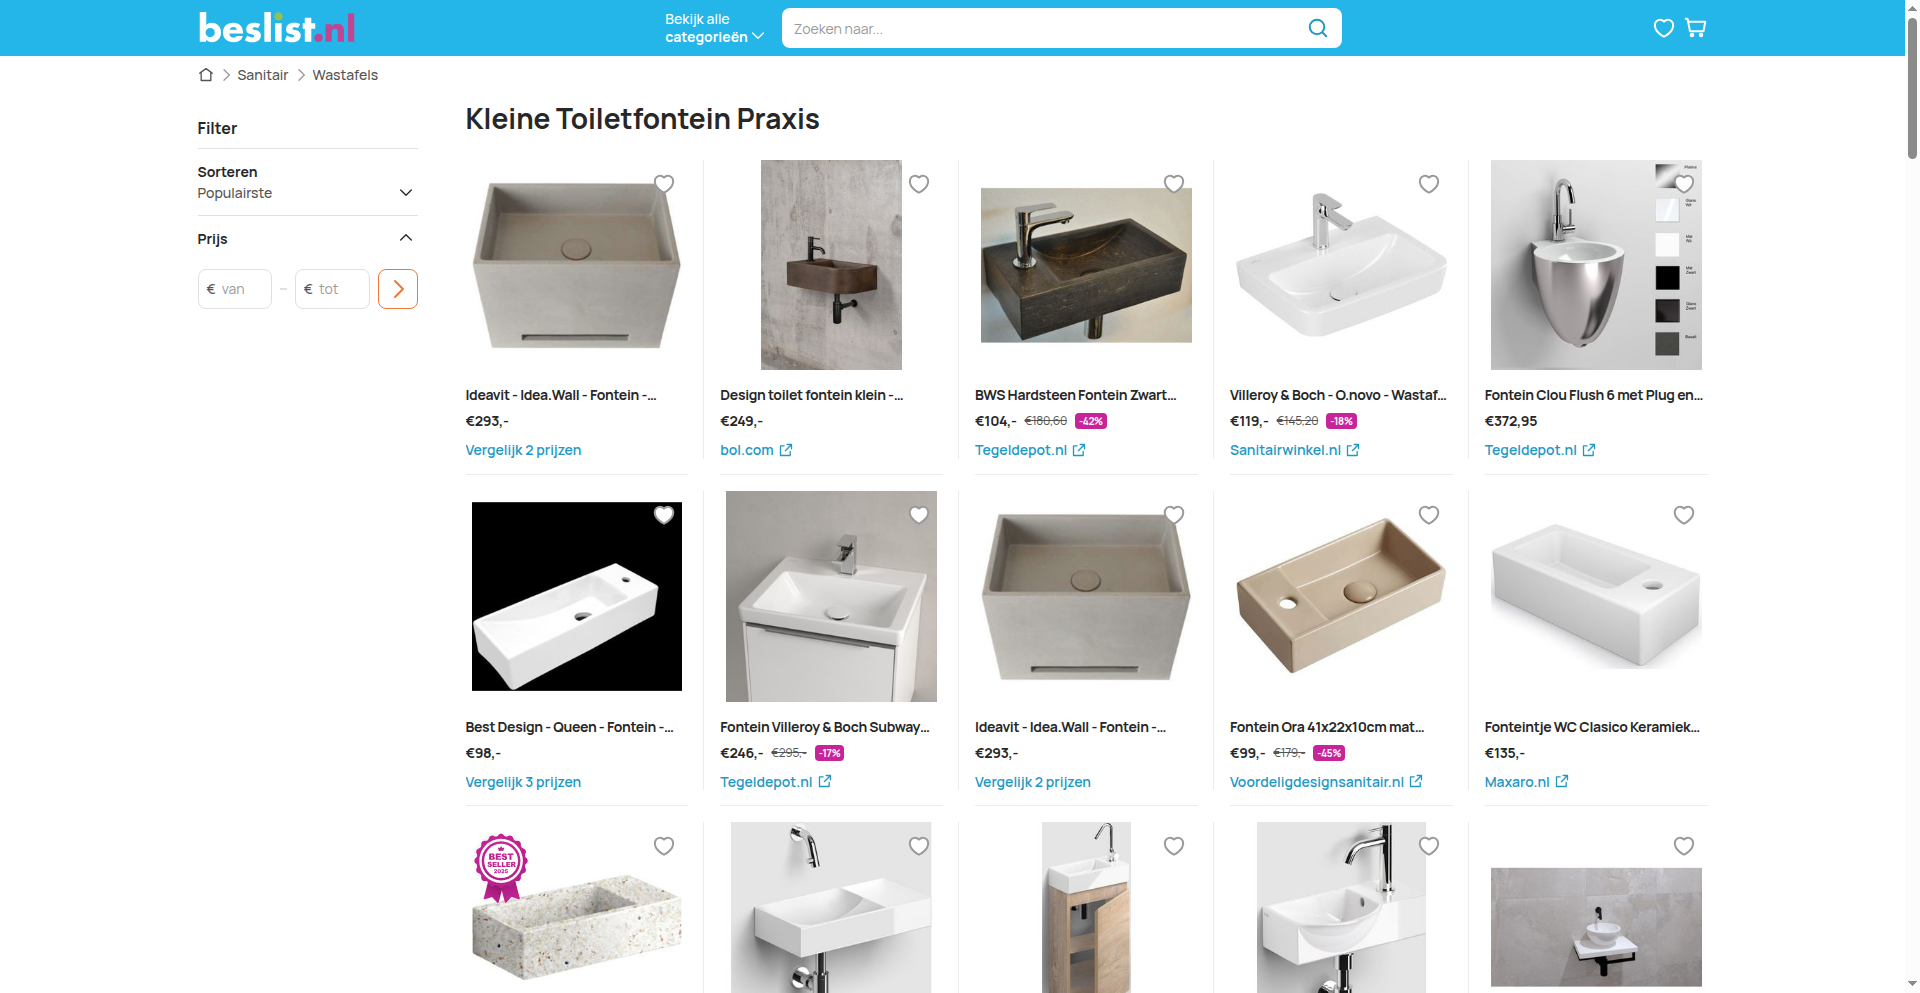 beslist.nl
Bekijk alle
categorieën
Zoeken naar...
Sanitair
Wastafels
Filter
Sorteren
Populairste
Prijs
€ van
–
€ tot
Kleine Toiletfontein Praxis
Ideavit - Idea.Wall - Fontein -...
€293,-
Vergelijk 2 prijzen
Design toilet fontein klein -...
€249,-
bol.com
BWS Hardsteen Fontein Zwart...
€104,- €180,60 -42%
Tegeldepot.nl
Villeroy & Boch - O.novo - Wastaf...
€119,- €145,20 -18%
Sanitairwinkel.nl
Fontein Clou Flush 6 met Plug en...
€372,95
Tegeldepot.nl
Best Design - Queen - Fontein -...
€98,-
Vergelijk 3 prijzen
Fontein Villeroy & Boch Subway...
€246,- €295,- -17%
Tegeldepot.nl
Ideavit - Idea.Wall - Fontein -...
€293,-
Vergelijk 2 prijzen
Fontein Ora 41x22x10cm mat...
€99,- €179,- -45%
Voordeligdesignsanitair.nl
Fonteintje WC Clasico Keramiek...
€135,-
Maxaro.nl
BEST
SELLER
2025